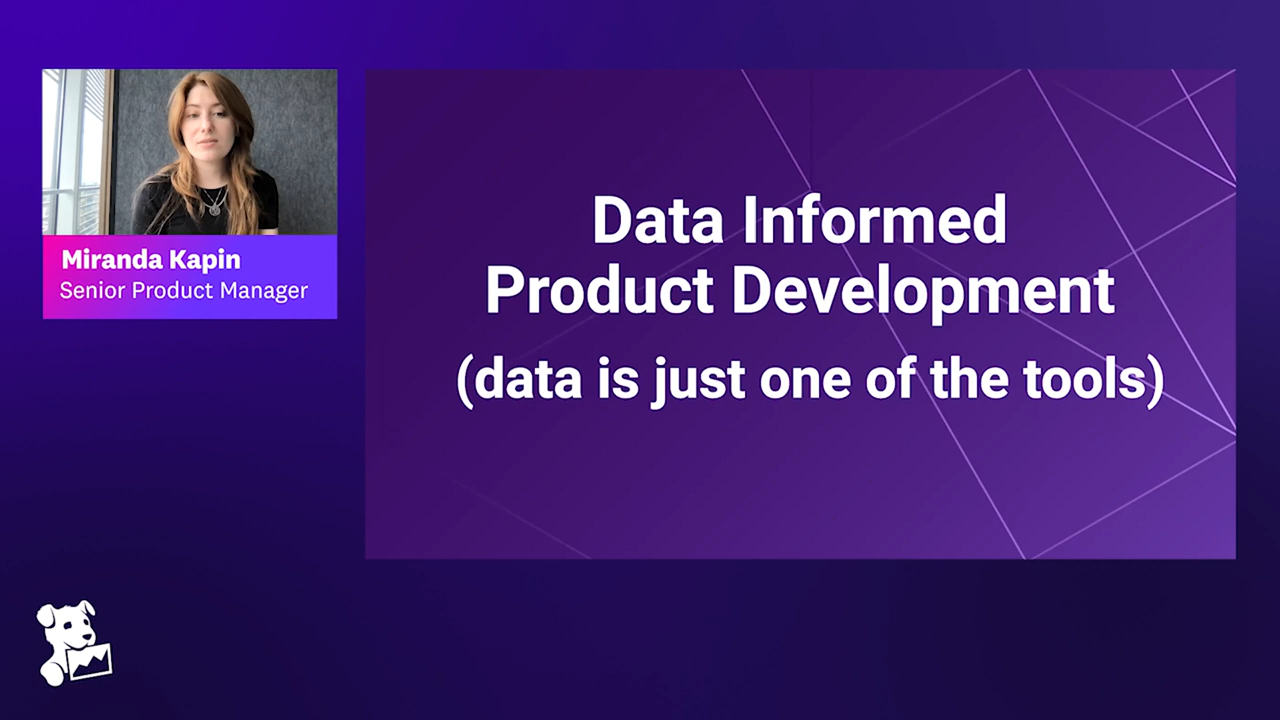 Miranda Kapin
Senior Product Manager
Data Informed
Product Development
(data is just one of the tools)